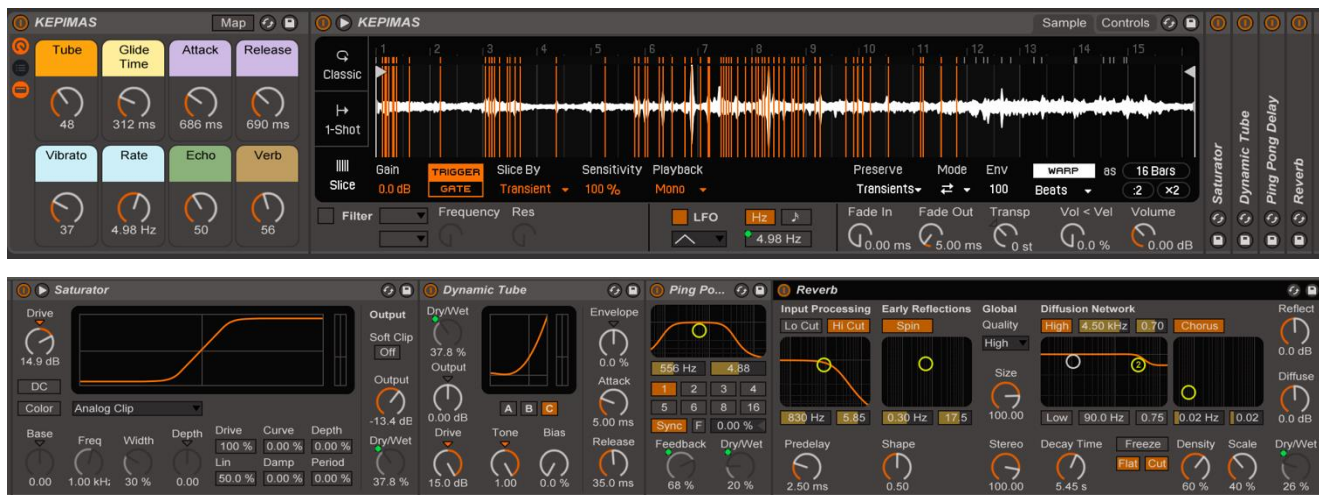 KEPIMAS Map
Tube Glide Time Attack Release
48 312 ms 686 ms 690 ms
Vibrato Rate Echo Verb
37 4.98 Hz 50 56
KEPIMAS Sample Controls
Classic
1-Shot
Slice
1 2 3 4 5 6 7 8 9 10 11 12 13 14 15
Gain TRIGGER Slice By Sensitivity Playback Preserve Mode Env WARP as 16 Bars
0.0 dB GATE Transient 100 % Mono Transients 100 Beats :2 ×2
Filter Frequency Res LFO Hz Fade In Fade Out Transp Vol < Vel Volume
4.98 Hz 0.00 ms 5.00 ms 0 st 0.0 % 0.00 dB
Saturator
Dynamic Tube
Ping Pong Delay
Reverb
Saturator
Drive
14.9 dB
DC
Color Analog Clip
Base Freq Width Depth Drive Curve Depth
100 % 0.00 % 0.00 %
Lin Damp Period
0.00 1.00 kHz 30 % 0.00 50.0 % 0.00 % 0.00 %
Output
Soft Clip
Off
Output
-13.4 dB
Dry/Wet
37.8 %
Dynamic Tube
Dry/Wet Envelope
37.8 % 0.0 %
Output Attack
0.00 dB A B C 5.00 ms
Drive Tone Bias Release
15.0 dB 1.00 0.0 % 35.0 ms
Ping Po...
556 Hz 4.88
1 2 3 4
5 6 8 16
Sync F 0.00 %
Feedback Dry/Wet
68 % 20 %
Reverb
Input Processing Early Reflections Global Diffusion Network Reflect
Lo Cut Hi Cut Spin Quality High 4.50 kHz 0.70 Chorus
High 0.0 dB
Size Diffuse
830 Hz 5.85 0.30 Hz 17.5 100.00 Low 90.0 Hz 0.75 0.02 Hz 0.02 0.0 dB
Predelay Shape Stereo Decay Time Freeze Density Scale Dry/Wet
Flat Cut
2.50 ms 0.50 100.00 5.45 s 60 % 40 % 26 %